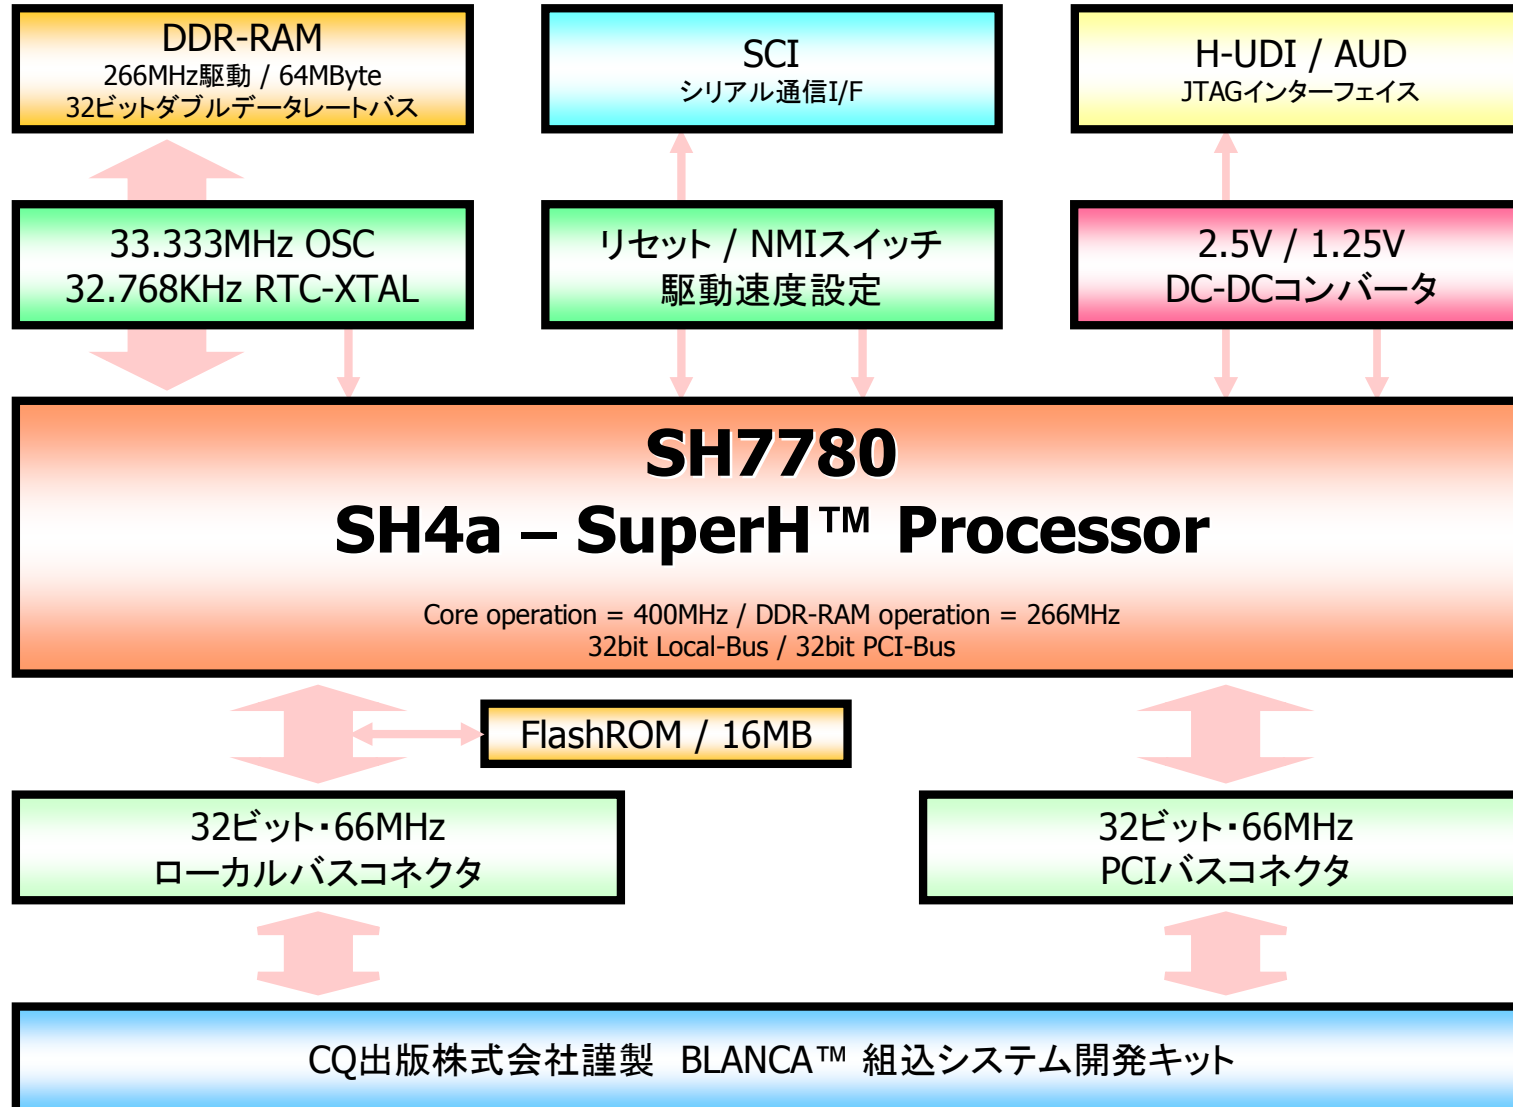 DDR-RAM
266MHz駆動 / 64MByte
32ビットダブルデータレートバス
SCI
シリアル通信I/F
H-UDI / AUD
JTAGインターフェイス
33.333MHz OSC
32.768KHz RTC-XTAL
リセット / NMIスイッチ
駆動速度設定
2.5V / 1.25V
DC-DCコンバータ
SH7780
SH4a – SuperH™ Processor
Core operation = 400MHz / DDR-RAM operation = 266MHz
32bit Local-Bus / 32bit PCI-Bus
FlashROM / 16MB
32ビット・66MHz
ローカルバスコネクタ
32ビット・66MHz
PCIバスコネクタ
CQ出版株式会社謹製 BLANCA™ 組込システム開発キット